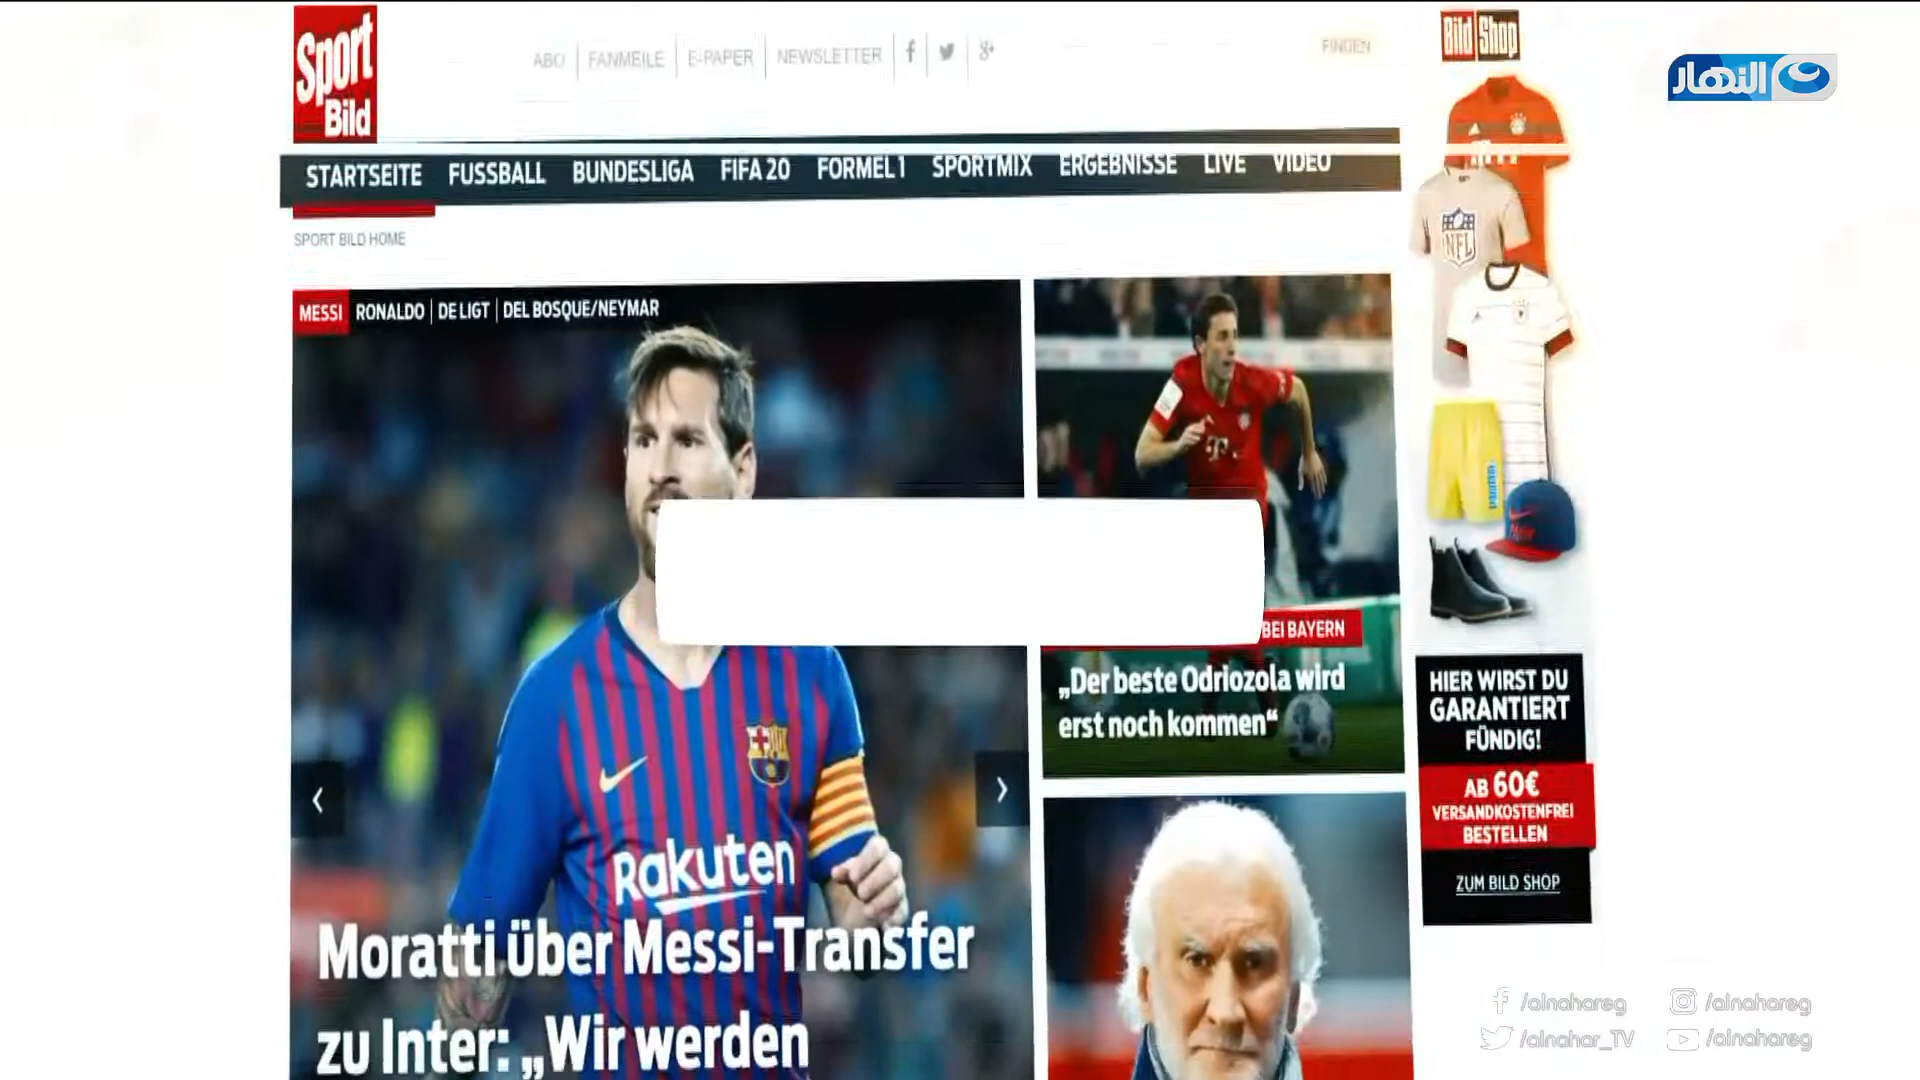 Sport
Bild
ABO
FANMEILE
E-PAPER
NEWSLETTER
FINDEN
Bild Shop
النهار
STARTSEITE FUSSBALL BUNDESLIGA FIFA 20 FORMEL 1 SPORTMIX ERGEBNISSE LIVE VIDEO
SPORT BILD HOME
MESSI RONALDO DE LIGT DEL BOSQUE/NEYMAR
NFL
BEI BAYERN
„Der beste Odriozola wird
erst noch kommen“
Rakuten
Moratti über Messi-Transfer
zu Inter: „Wir werden
HIER WIRST DU
GARANTIERT
FÜNDIG!
AB 60€
VERSANDKOSTENFREI
BESTELLEN
ZUM BILD SHOP
/alnahareg /alnahareg
/alnahar_TV /alnahareg